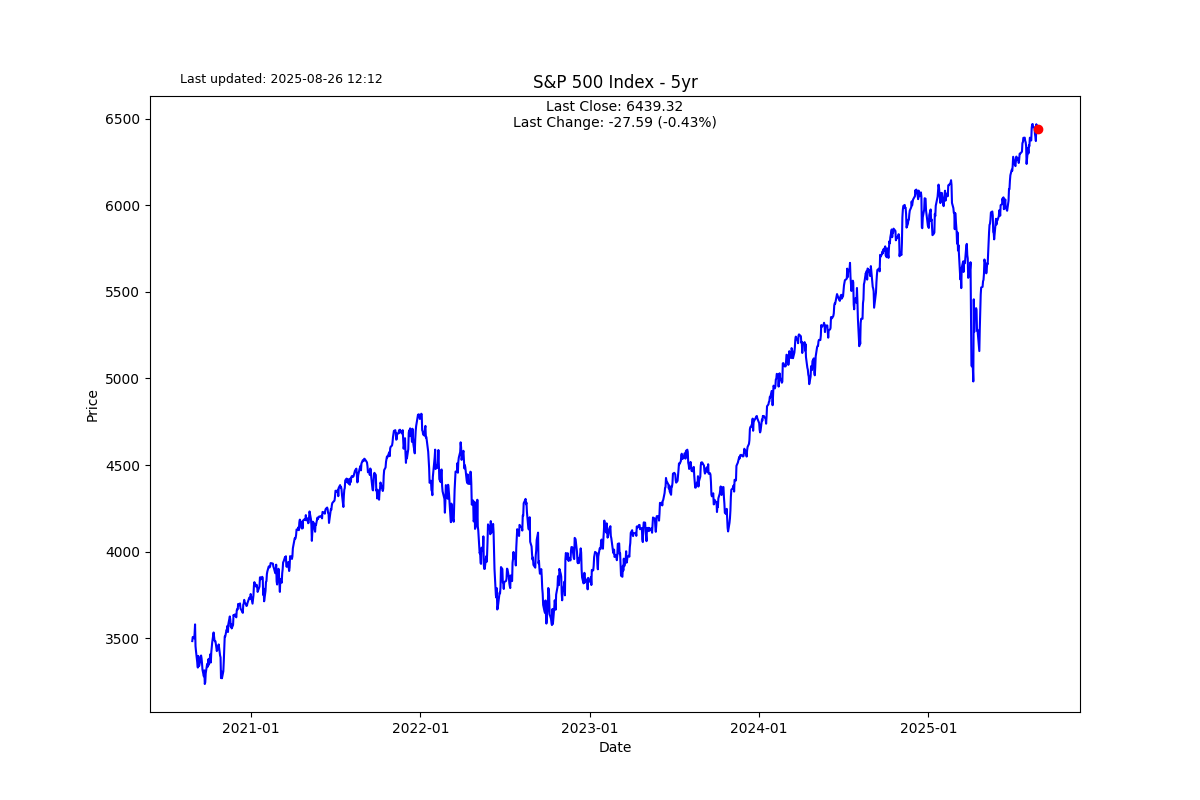 Last updated: 2025-08-26 12:12
S&P 500 Index - 5yr
Last Close: 6439.32
Last Change: -27.59 (-0.43%)
6500
6000
5500
5000
4500
4000
3500
Price
2021-01
2022-01
2023-01
2024-01
2025-01
Date